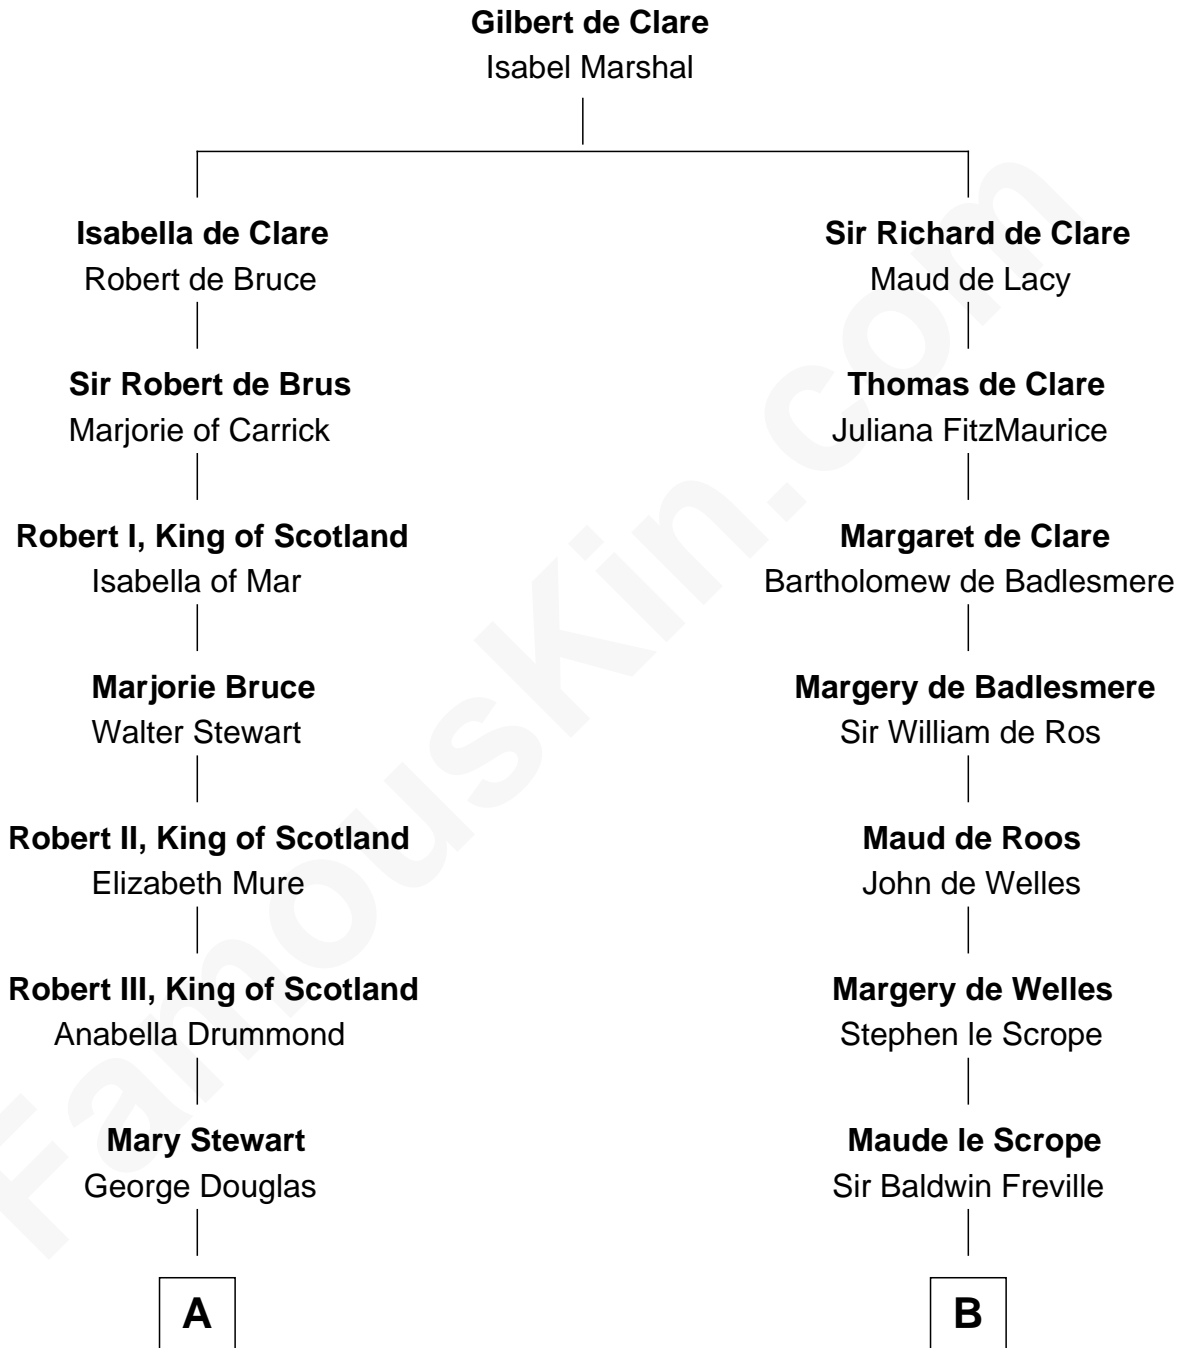 Gilbert de Clare
Isabel Marshal
Isabella de Clare
Robert de Bruce
Sir Richard de Clare
Maud de Lacy
Sir Robert de Brus
Marjorie of Carrick
Thomas de Clare
Juliana FitzMaurice
Robert I, King of Scotland
Isabella of Mar
Margaret de Clare
Bartholomew de Badlesmere
Marjorie Bruce
Walter Stewart
Margery de Badlesmere
Sir William de Ros
Robert II, King of Scotland
Elizabeth Mure
Maud de Roos
John de Welles
Robert III, King of Scotland
Anabella Drummond
Margery de Welles
Stephen le Scrope
Mary Stewart
George Douglas
Maude le Scrope
Sir Baldwin Freville
A
B
FamousKin.com